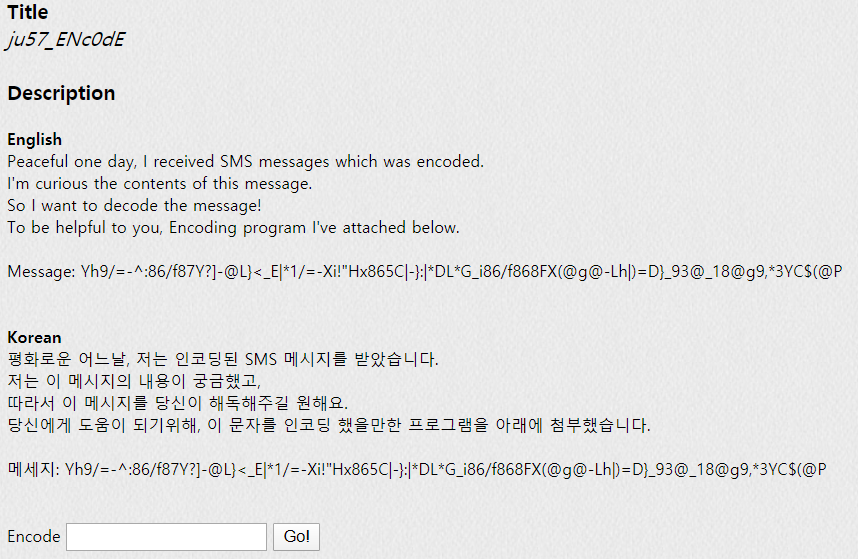 Title
ju57_ENc0dE
Description
English
Peaceful one day, I received SMS messages which was encoded.
I'm curious the contents of this message.
So I want to decode the message!
To be helpful to you, Encoding program I've attached below.
Message: Yh9/=-^:86/f87Y?]-@L}<_E|*1/=-Xi!"Hx865C|-}:|*DL*G_i86/f868FX(@g@-Lh|)=D}_93@_18@g9,*3YC$(@P
Korean
평화로운 어느날, 저는 인코딩된 SMS 메시지를 받았습니다.
저는 이 메시지의 내용이 궁금했고,
따라서 이 메시지를 당신이 해독해주길 원해요.
당신에게 도움이 되기위해, 이 문자를 인코딩 했을만한 프로그램을 아래에 첨부했습니다.
메세지: Yh9/=-^:86/f87Y?]-@L}<_E|*1/=-Xi!"Hx865C|-}:|*DL*G_i86/f868FX(@g@-Lh|)=D}_93@_18@g9,*3YC$(@P
Encode Go!